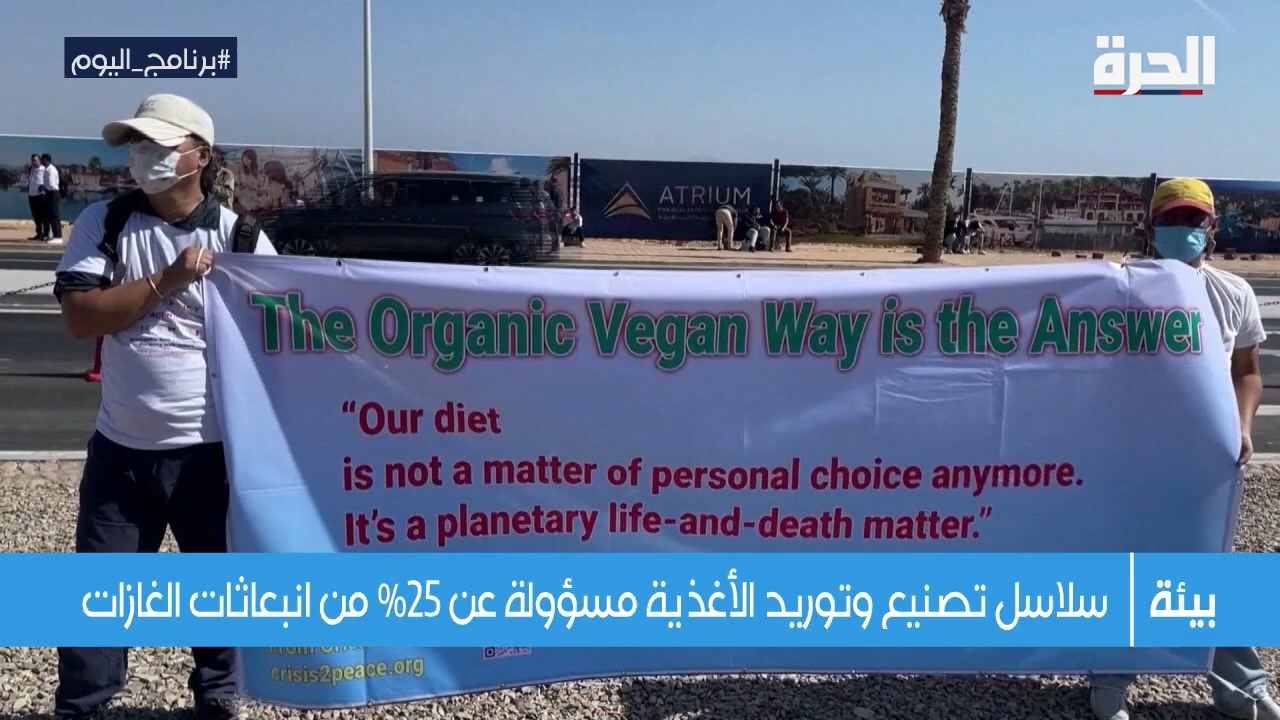 #برنامج_اليوم
الحرة
ATRIUM
The Organic Vegan Way is the Answer
“Our diet
is not a matter of personal choice anymore.
It’s a planetary life-and-death matter.”
بيئة
سلاسل تصنيع وتوريد الأغذية مسؤولة عن 25% من انبعاثات الغازات
crisis2peace.org